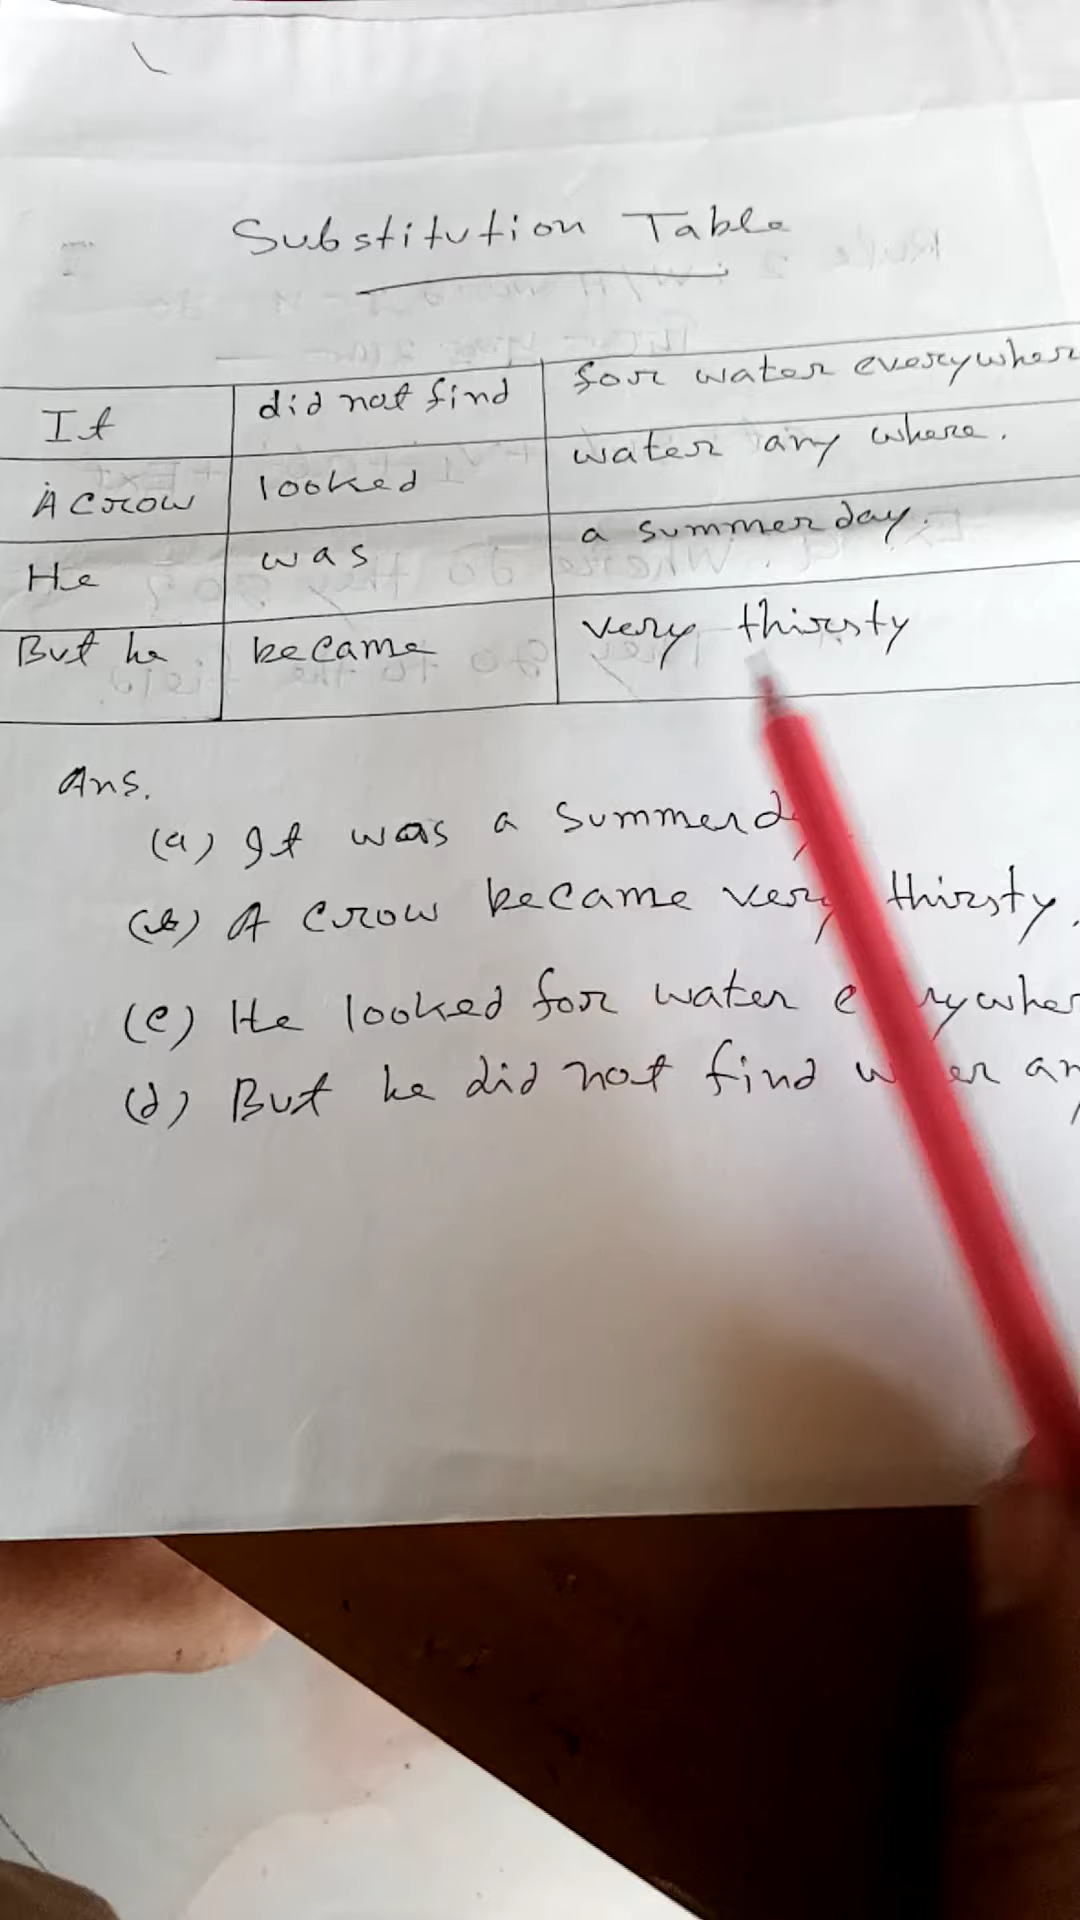 Substitution Table
It did not find for water everywher
A crow looked water any where.
He was a summer day.
But he became very thirsty
Ans.
(a) It was a summer
(b) A crow became very thirsty.
(c) He looked for water
(d) But he did not find